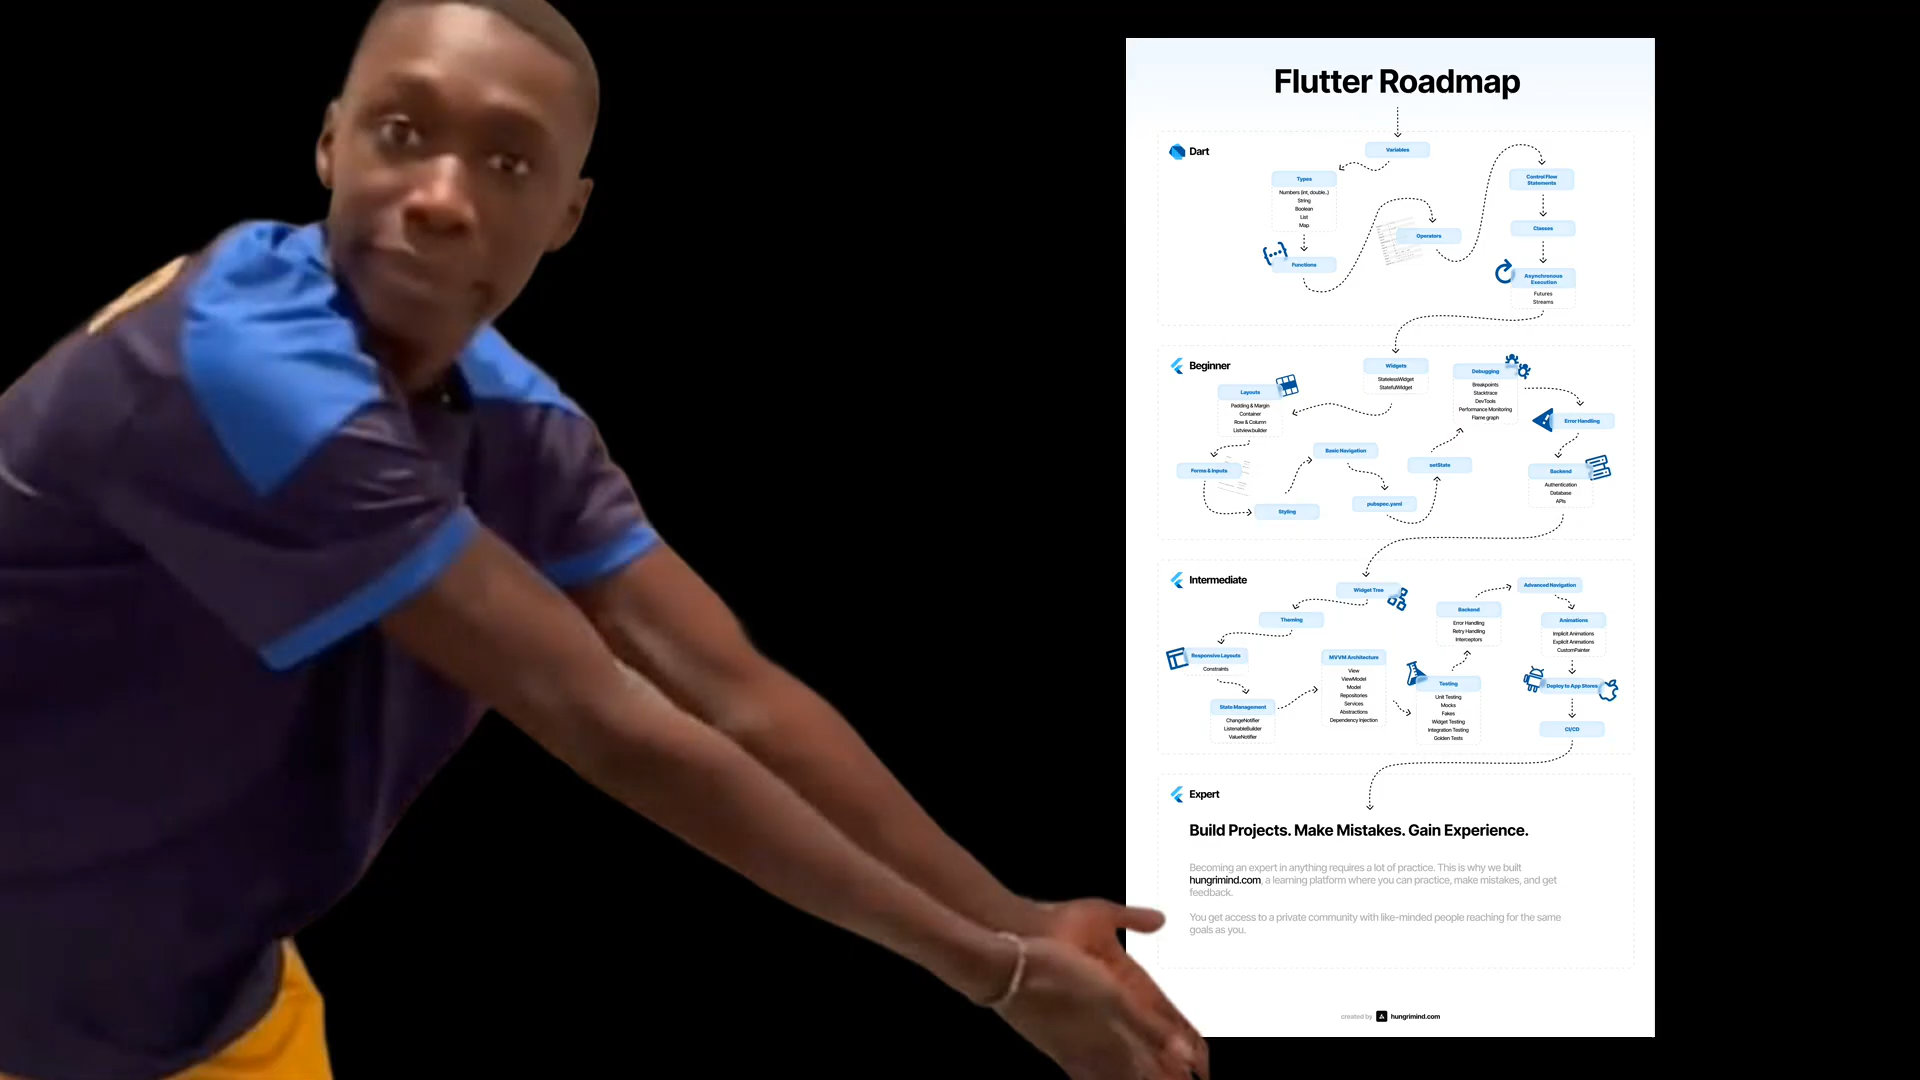 Flutter Roadmap
Dart
Variables
Types
Numbers (int, double..)
String
Boolean
List
Map
Functions
Operators
Control Flow
Statements
Classes
Asynchronous
Execution
Futures
Streams
Beginner
Widgets
StatelessWidget
StatefulWidget
Layouts
Padding & Margin
Container
Row & Column
Listview.builder
Forms & Inputs
Styling
Basic Navigation
pubspec.yaml
setState
Debugging
Breakpoints
Stacktrace
DevTools
Performance Monitoring
Flame graph
Error Handling
Backend
Authentication
Database
APIs
Intermediate
Widget Tree
Theming
Responsive Layouts
Constraints
State Management
ChangeNotifier
ListenableBuilder
ValueNotifier
MVVM Architecture
View
ViewModel
Model
Repositories
Services
Abstractions
Dependency Injection
Testing
Unit Testing
Mocks
Fakes
Widget Testing
Integration Testing
Golden Tests
Backend
Error Handling
Retry Handling
Interceptors
Advanced Navigation
Animations
Implicit Animations
Explicit Animations
CustomPainter
Deploy to App Stores
CI/CD
Expert
Build Projects. Make Mistakes. Gain Experience.
Becoming an expert in anything requires a lot of practice. This is why we built
hungrimind.com, a learning platform where you can practice, make mistakes, and get
feedback.
You get access to a private community with like-minded people reaching for the same
goals as you.
created by hungrimind.com